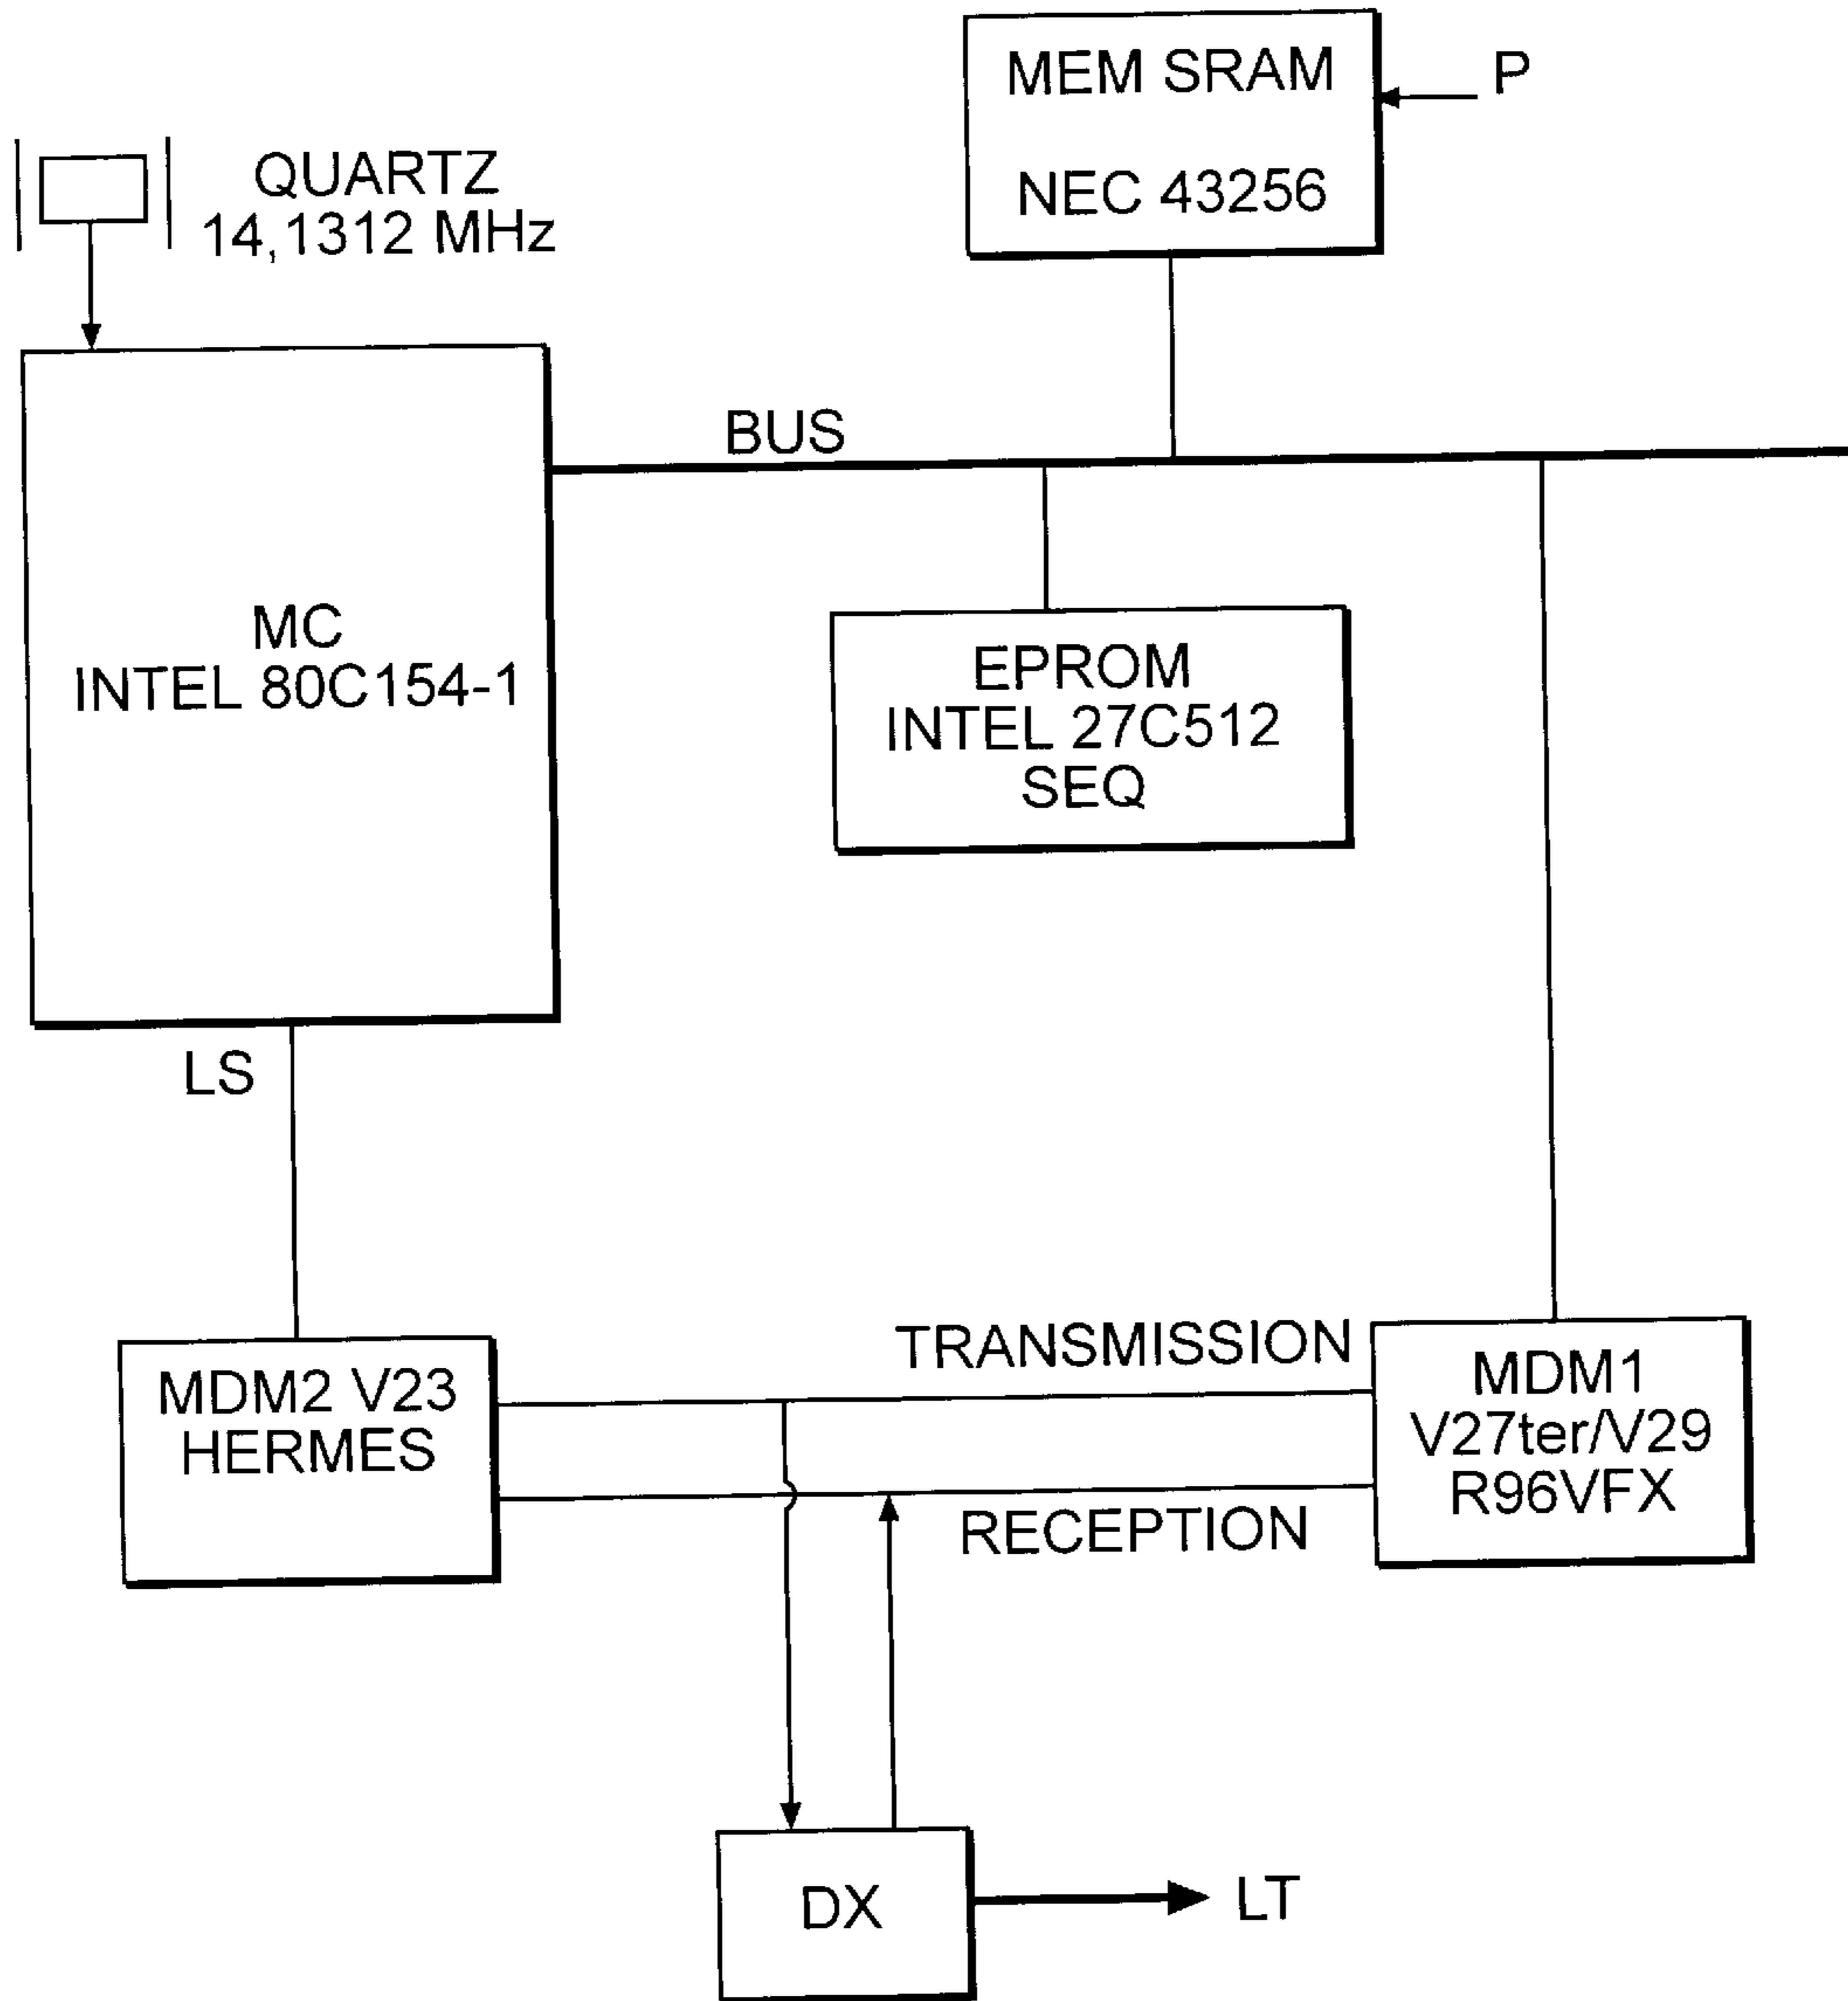 MEM SRAM
NEC 43256
P
QUARTZ
14,1312 MHz
BUS
MC
INTEL 80C154-1
EPROM
INTEL 27C512
SEQ
LS
MDM2 V23
HERMES
TRANSMISSION
RECEPTION
MDM1
V27ter/V29
R96VFX
DX
LT